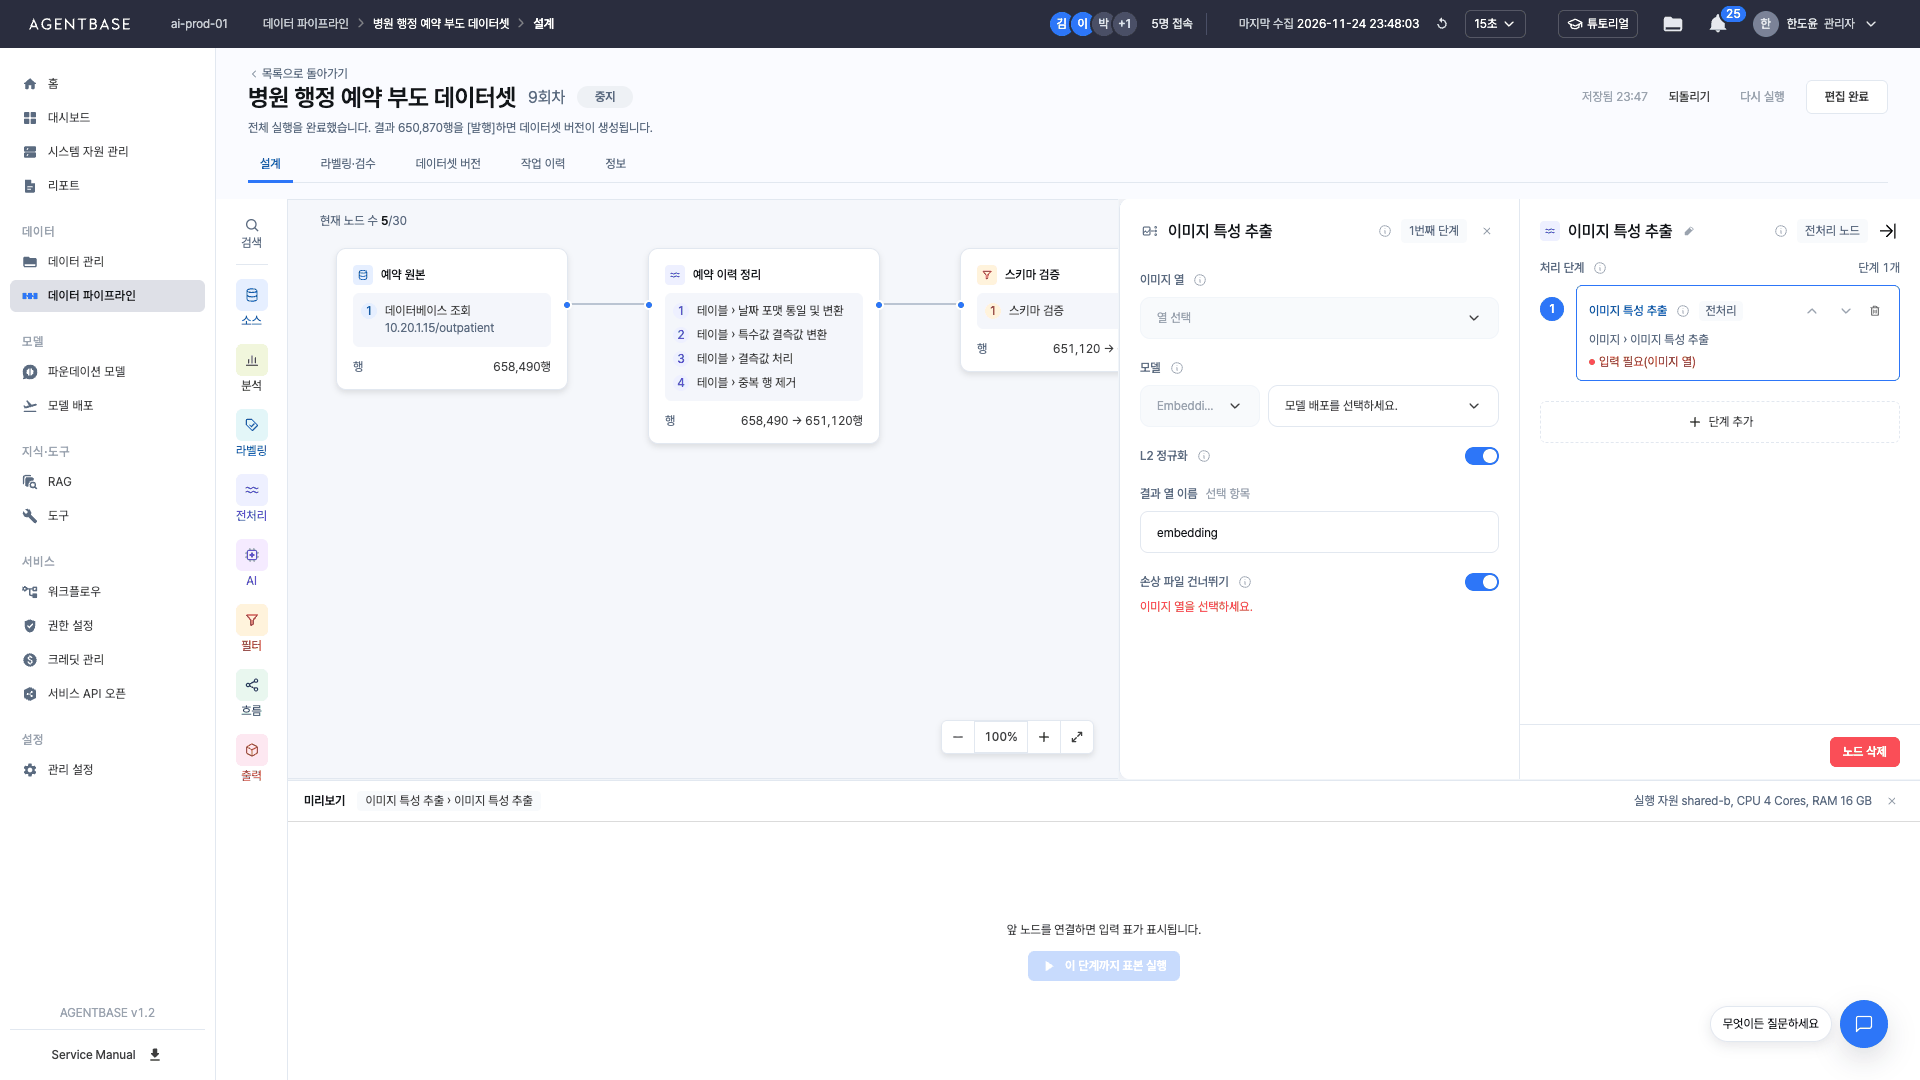 AGENTBASE
ai-prod-01
데이터 파이프라인 > 병원 행정 예약 부도 데이터셋 > 설계
김 이 박 +1 5명 접속
마지막 수집 2026-11-24 23:48:03
15초
튜토리얼
25
한 한도윤 관리자
홈
대시보드
시스템 자원 관리
리포트
데이터
데이터 관리
데이터 파이프라인
모델
파운데이션 모델
모델 배포
지식·도구
RAG
도구
서비스
워크플로우
권한 설정
크레딧 관리
서비스 API 오픈
설정
관리 설정
AGENTBASE v1.2
Service Manual
목록으로 돌아가기
병원 행정 예약 부도 데이터셋 9회차 중지
전체 실행을 완료했습니다. 결과 650,870행을 [발행]하면 데이터셋 버전이 생성됩니다.
저장됨 23:47 되돌리기 다시 실행 편집 완료
설계 라벨링·검수 데이터셋 버전 작업 이력 정보
검색
소스
분석
라벨링
전처리
AI
필터
흐름
출력
현재 노드 수 5/30
예약 원본
1 데이터베이스 조회
10.20.1.15/outpatient
행 658,490행
예약 이력 정리
1 테이블 › 날짜 포맷 통일 및 변환
2 테이블 › 특수값 결측값 변환
3 테이블 › 결측값 처리
4 테이블 › 중복 행 제거
행 658,490 → 651,120행
스키마 검증
1 스키마 검증
행 651,120 →
100%
이미지 특성 추출 1번째 단계
이미지 열
열 선택
모델
Embeddi... 모델 배포를 선택하세요.
L2 정규화
결과 열 이름 선택 항목
embedding
손상 파일 건너뛰기
이미지 열을 선택하세요.
이미지 특성 추출 전처리 노드
처리 단계 단계 1개
1 이미지 특성 추출 전처리
이미지 › 이미지 특성 추출
입력 필요(이미지 열)
단계 추가
노드 삭제
미리보기 이미지 특성 추출 › 이미지 특성 추출
실행 자원 shared-b, CPU 4 Cores, RAM 16 GB
앞 노드를 연결하면 입력 표가 표시됩니다.
이 단계까지 표본 실행
무엇이든 질문하세요